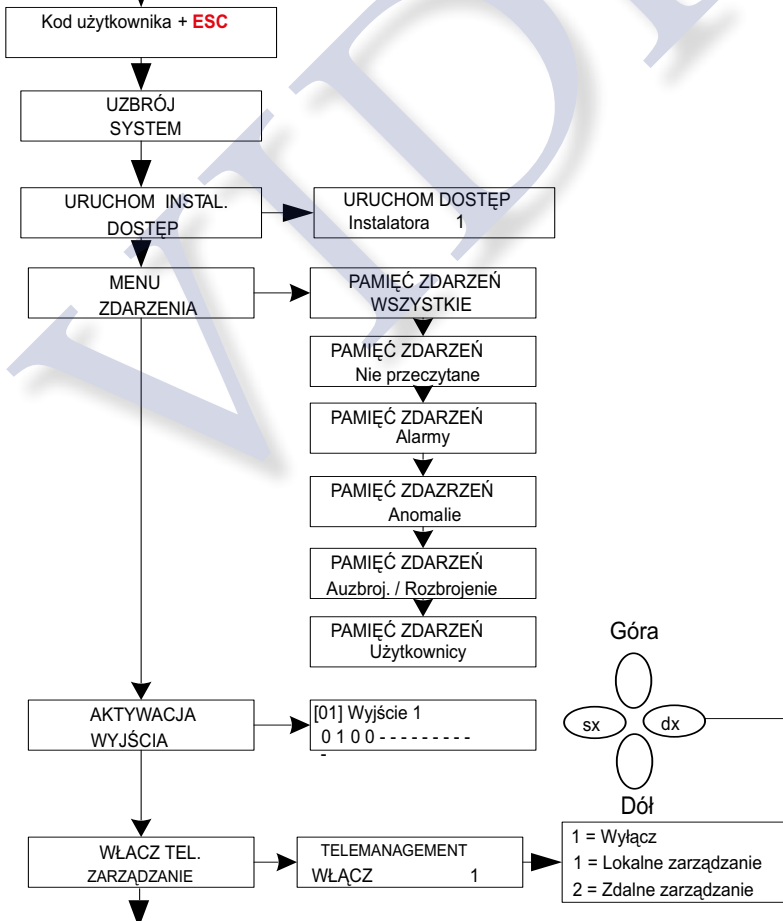 Kod użytkownika + ESC
UZBRÓJ
SYSTEM
URUCHOM INSTAL.
DOSTĘP
URUCHOM DOSTĘP
Instalatora 1
MENU
ZDARZENIA
PAMIĘĆ ZDARZEŃ
WSZYSTKIE
PAMIĘĆ ZDARZEŃ
Nie przeczytane
PAMIĘĆ ZDARZEŃ
Alarmy
PAMIĘĆ ZDAZRZEŃ
Anomalie
PAMIĘĆ ZDARZEŃ
Auzbroj. / Rozbrojenie
PAMIĘĆ ZDARZEŃ
Użytkownicy
AKTYWACJA
WYJŚCIA
[01] Wyjście 1
0 1 0 0 - - - - - - - - -
-
Góra
sx dx
Dół
WŁACZ TEL.
ZARZĄDZANIE
TELEMANAGEMENT
WŁĄCZ 1
1 = Wyłącz
1 = Lokalne zarządzanie
2 = Zdalne zarządzanie
VID